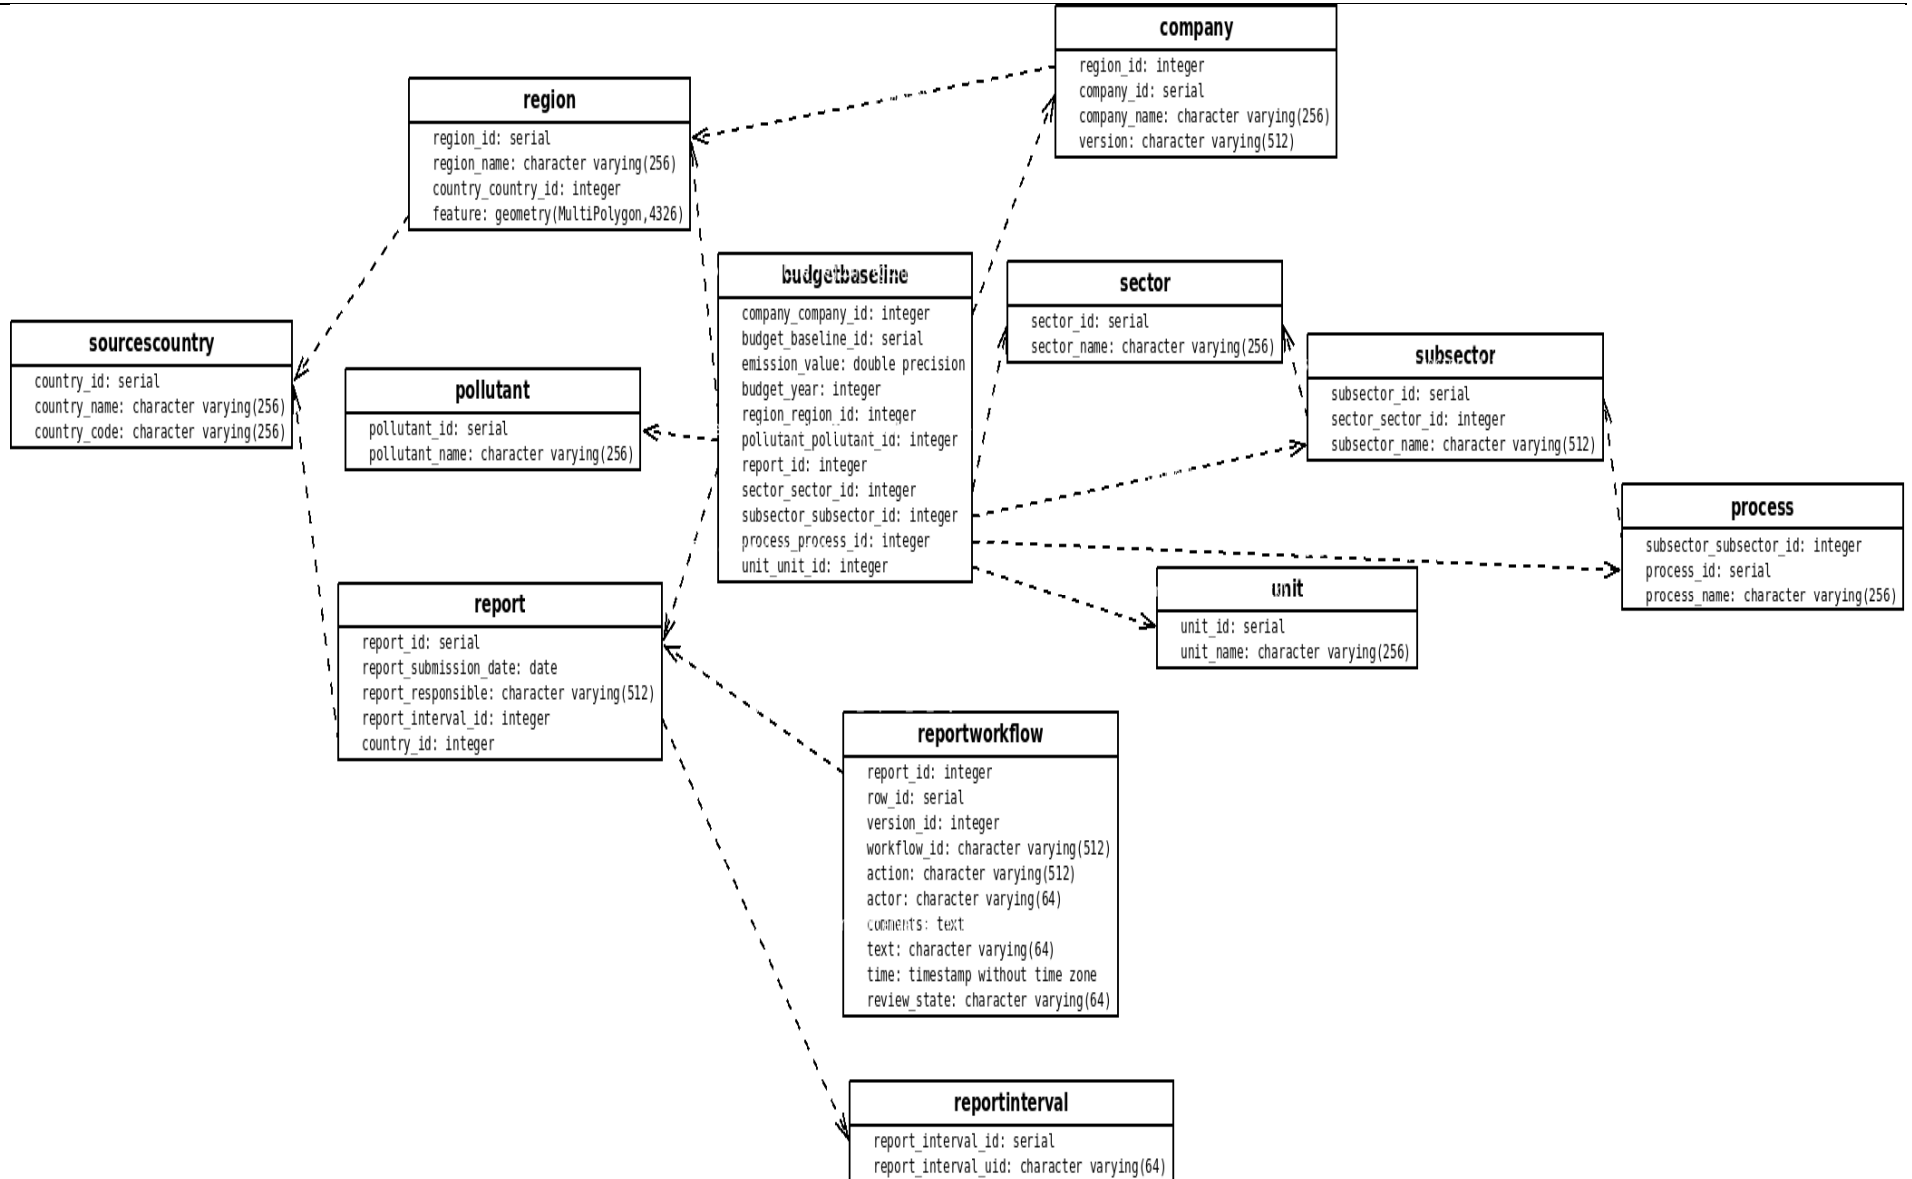 company
region_id: integer
company_id: serial
company_name: character varying(256)
version: character varying(512)
region
region_id: serial
region_name: character varying(256)
country_country_id: integer
feature: geometry(MultiPolygon,4326)
budgetbaseline
company_company_id: integer
budget_baseline_id: serial
emission_value: double precision
budget_year: integer
region_region_id: integer
pollutant_pollutant_id: integer
report_id: integer
sector_sector_id: integer
subsector_subsector_id: integer
process_process_id: integer
unit_unit_id: integer
sector
sector_id: serial
sector_name: character varying(256)
sourcescountry
country_id: serial
country_name: character varying(256)
country_code: character varying(256)
subsector
subsector_id: serial
sector_sector_id: integer
subsector_name: character varying(512)
pollutant
pollutant_id: serial
pollutant_name: character varying(256)
process
subsector_subsector_id: integer
process_id: serial
process_name: character varying(256)
unit
unit_id: serial
unit_name: character varying(256)
report
report_id: serial
report_submission_date: date
report_responsible: character varying(512)
report_interval_id: integer
country_id: integer
reportworkflow
report_id: integer
row_id: serial
version_id: integer
workflow_id: character varying(512)
action: character varying(512)
actor: character varying(64)
comments: text
text: character varying(64)
time: timestamp without time zone
review_state: character varying(64)
reportinterval
report_interval_id: serial
report_interval_uid: character varying(64)